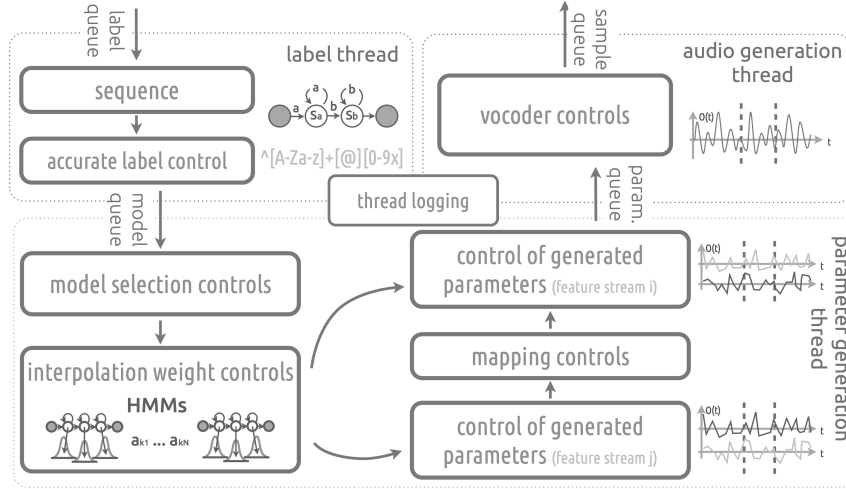 label
queue
label thread
sequence
a
b
a
Sa
b
Sb
accurate label control
^[A-Za-z]+[@][0-9x]
sample
queue
audio generation
thread
vocoder controls
O(t)
t
thread logging
model
queue
param.
queue
model selection controls
control of generated
parameters (feature stream i)
O(t)
t
t
parameter generation
thread
interpolation weight controls
HMMs
ak1 ... akN
mapping controls
control of generated
parameters (feature stream j)
O(t)
t
t